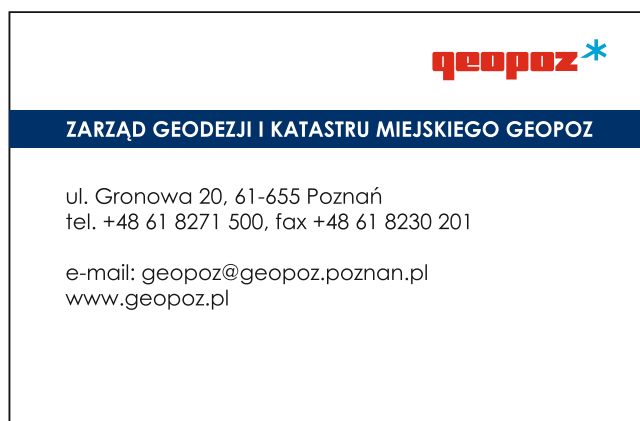 geopoz
ZARZĄD GEODEZJI I KATASTRU MIEJSKIEGO GEOPOZ
ul. Gronowa 20, 61-655 Poznań
tel. +48 61 8271 500, fax +48 61 8230 201
e-mail: geopoz@geopoz.poznan.pl
www.geopoz.pl